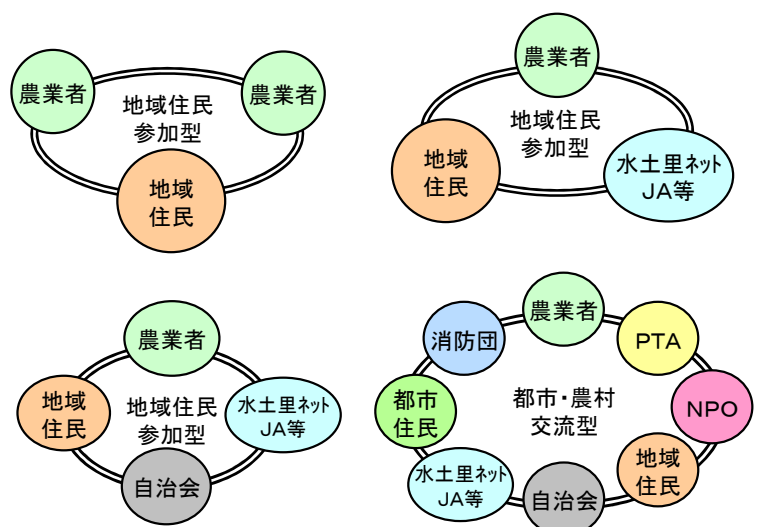 農業者
農業者
地域住民
参加型
地域
住民
農業者
地域住民
参加型
地域
住民
水土里ネット
JA等
農業者
地域
住民
地域住民
参加型
水土里ネット
JA等
自治会
農業者
消防団
PTA
都市
住民
都市・農村
交流型
NPO
水土里ネット
JA等
地域
住民
自治会